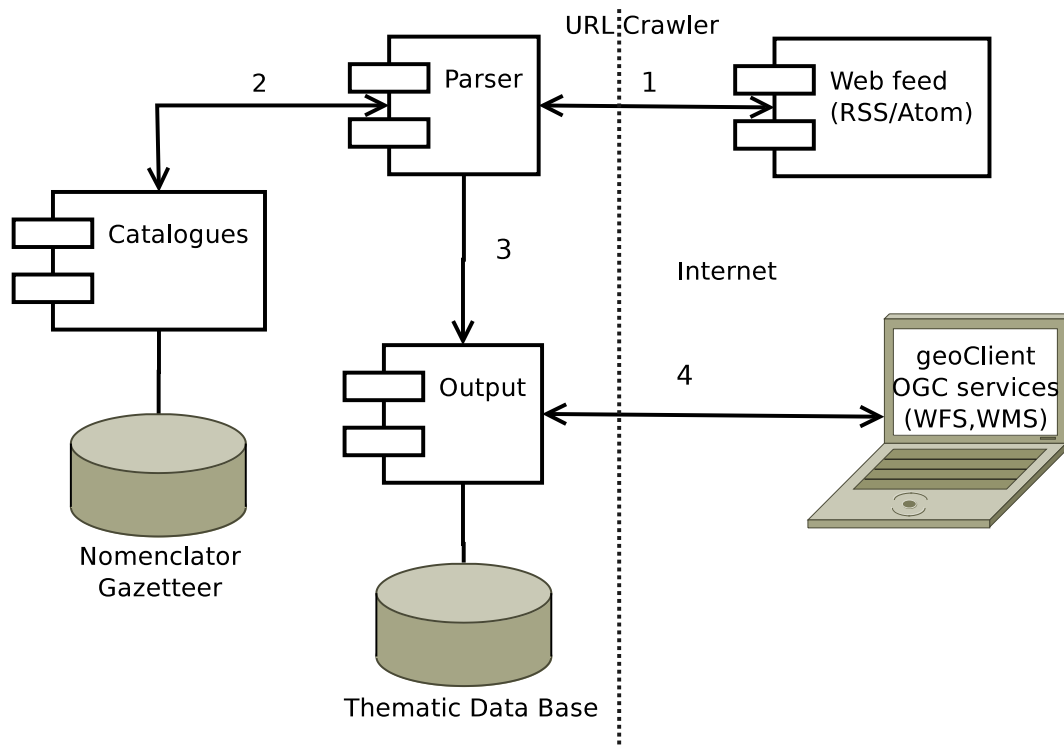 URL Crawler
2
Parser
1
Web feed
(RSS/Atom)
Catalogues
3
Internet
Output
4
geoClient
OGC services
(WFS,WMS)
Nomenclator
Gazetteer
Thematic Data Base